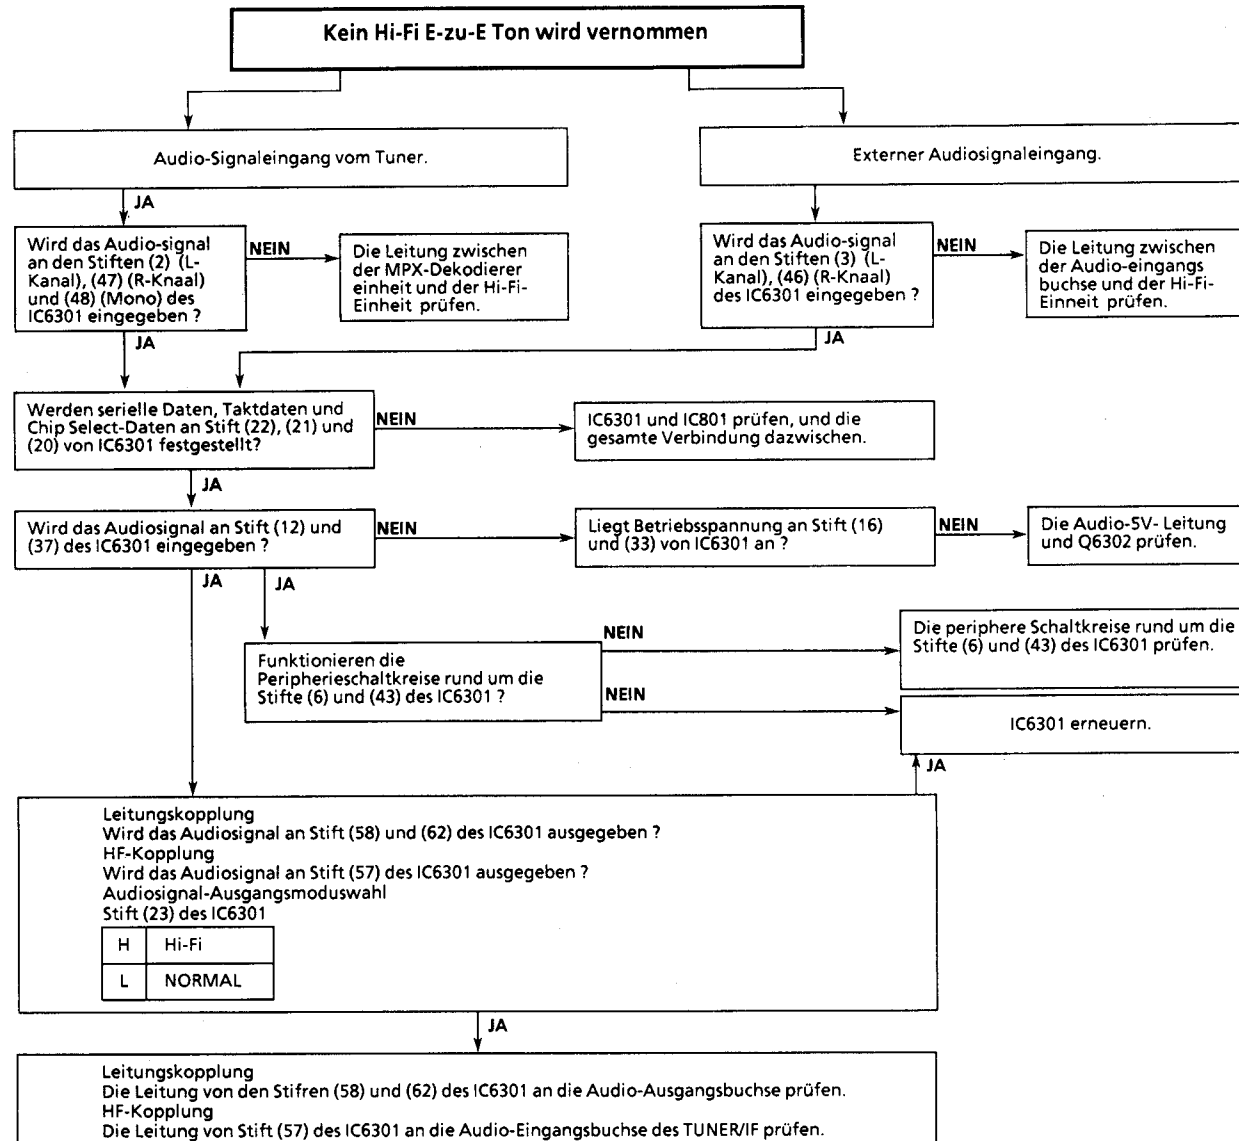 Kein Hi-Fi E-zu-E Ton wird vernommen
Audio-Signaleingang vom Tuner.
Externer Audiosignaleingang.
JA
Wird das Audio-signal
an den Stiften (2) (L-
Kanal), (47) (R-Knaal)
und (48) (Mono) des
IC6301 eingegeben ?
NEIN
Die Leitung zwischen
der MPX-Dekodierer
einheit und der Hi-Fi-
Einheit prüfen.
JA
Wird das Audio-signal
an den Stiften (3) (L-
Kanal), (46) (R-Knaal)
des IC6301 eingegeben ?
NEIN
Die Leitung zwischen
der Audio-eingangs
buchse und der Hi-Fi-
Einneit prüfen.
JA
JA
Werden serielle Daten, Taktdaten und
Chip Select-Daten an Stift (22), (21) und
(20) von IC6301 festgestellt?
NEIN
IC6301 und IC801 prüfen, und die
gesamte Verbindung dazwischen.
JA
Wird das Audiosignal an Stift (12) und
(37) des IC6301 eingegeben ?
NEIN
Liegt Betriebsspannung an Stift (16)
und (33) von IC6301 an ?
NEIN
Die Audio-5V- Leitung
und Q6302 prüfen.
JA
JA
Funktionieren die
Peripherieschaltkreise rund um die
Stifte (6) und (43) des IC6301 ?
NEIN
Die periphere Schaltkreise rund um die
Stifte (6) und (43) des IC6301 prüfen.
NEIN
IC6301 erneuern.
JA
Leitungskopplung
Wird das Audiosignal an Stift (58) und (62) des IC6301 ausgegeben ?
HF-Kopplung
Wird das Audiosignal an Stift (57) des IC6301 ausgegeben ?
Audiosignal-Ausgangsmoduswahl
Stift (23) des IC6301
H Hi-Fi
L NORMAL
JA
Leitungskopplung
Die Leitung von den Stifren (58) und (62) des IC6301 an die Audio-Ausgangsbuchse prüfen.
HF-Kopplung
Die Leitung von Stift (57) des IC6301 an die Audio-Eingangsbuchse des TUNER/IF prüfen.